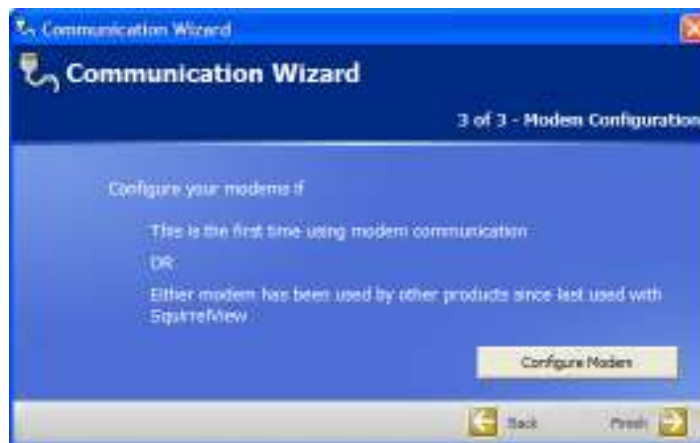 Communication Wizard
Communication Wizard
3 of 3 - Modem Configuration
Configure your modems if
This is the first time using modem communication
OR
Either modem has been used by other products since last used with
SquirrelView
Configure Modem
Back
Finish